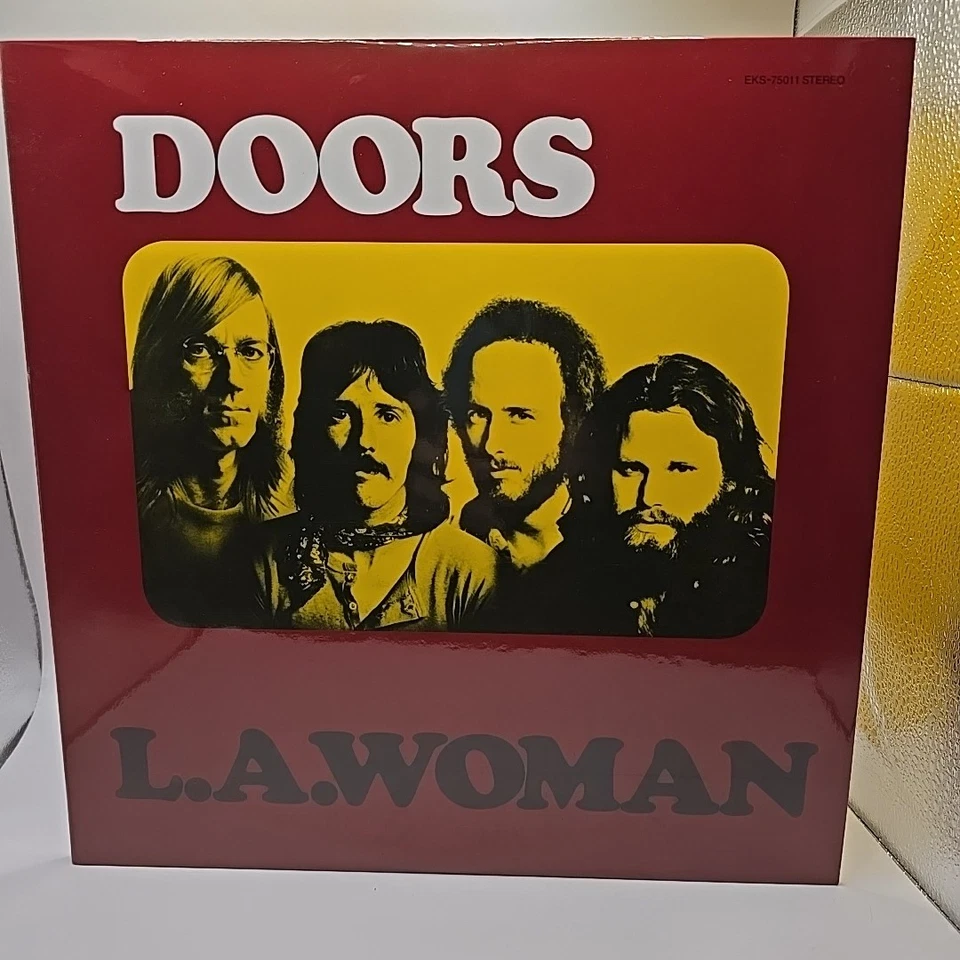 EKS-75011 STEREO
DOORS
L.A.WOMAN